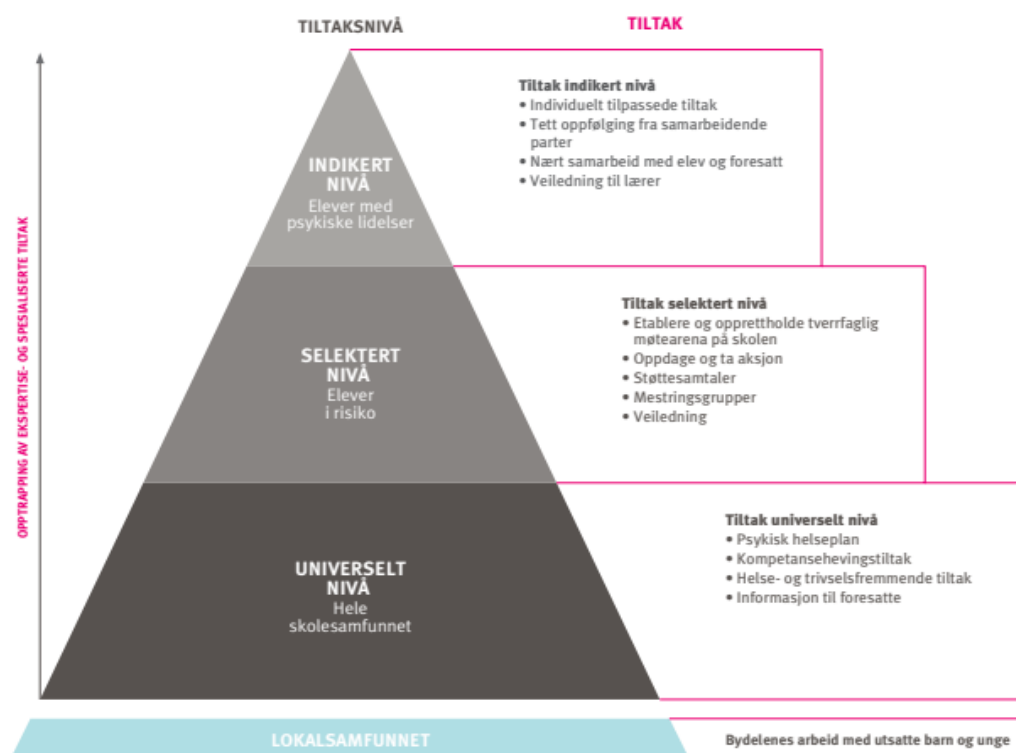 TILTAKSNIVÅ
TILTAK
OPPTRAPPING AV EKSPERTISE- OG SPESIALISERTE TILTAK
INDIKERT
NIVÅ
Elever med
psykiske lidelser
Tiltak indikert nivå
• Individuelt tilpassede tiltak
• Tett oppfølging fra samarbeidende
parter
• Nært samarbeid med elev og foresatt
• Veiledning til lærer
SELEKTERT
NIVÅ
Elever
i risiko
Tiltak selektert nivå
• Etablere og opprettholde tverrfaglig
møtearena på skolen
• Oppdage og ta aksjon
• Støttesamtaler
• Mestringsgrupper
• Veiledning
UNIVERSELT
NIVÅ
Hele
skolesamfunnet
Tiltak universelt nivå
• Psykisk helseplan
• Kompetansehevingstiltak
• Helse- og trivselsfremmende tiltak
• Informasjon til foresatte
LOKALSAMFUNNET
Bydelenes arbeid med utsatte barn og unge